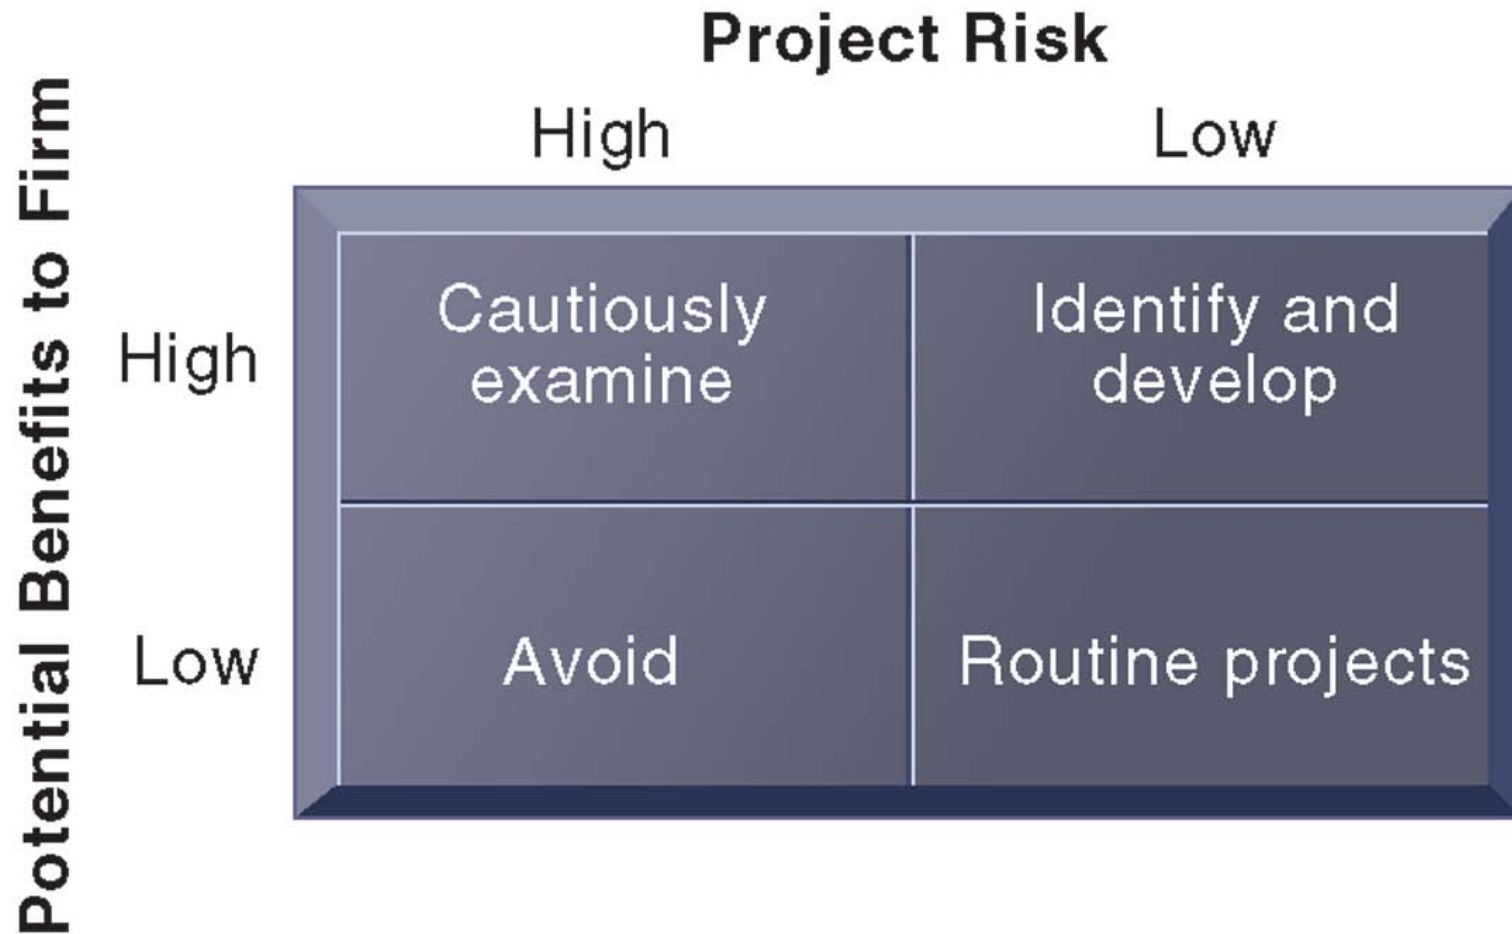 Project Risk
High
Low
Potential Benefits to Firm
High
Cautiously
examine
Identify and
develop
Low
Avoid
Routine projects